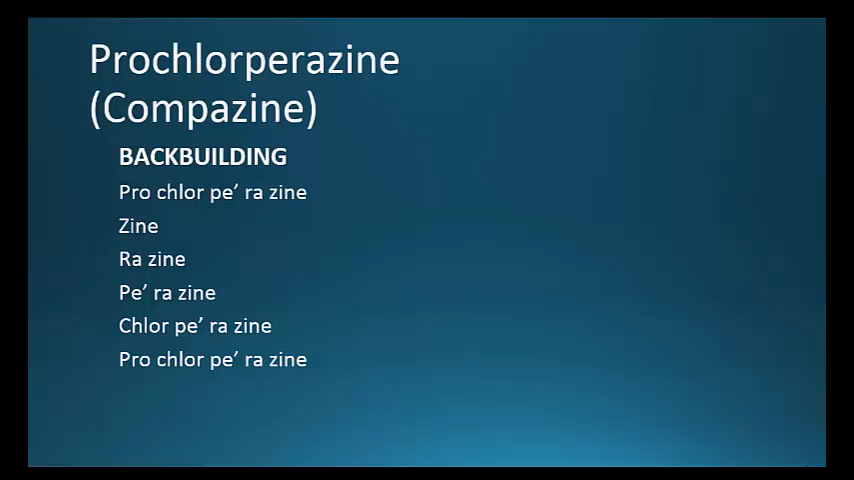 Prochlorperazine
(Compazine)
BACKBUILDING
Pro chlor pe’ ra zine
Zine
Ra zine
Pe’ ra zine
Chlor pe’ ra zine
Pro chlor pe’ ra zine